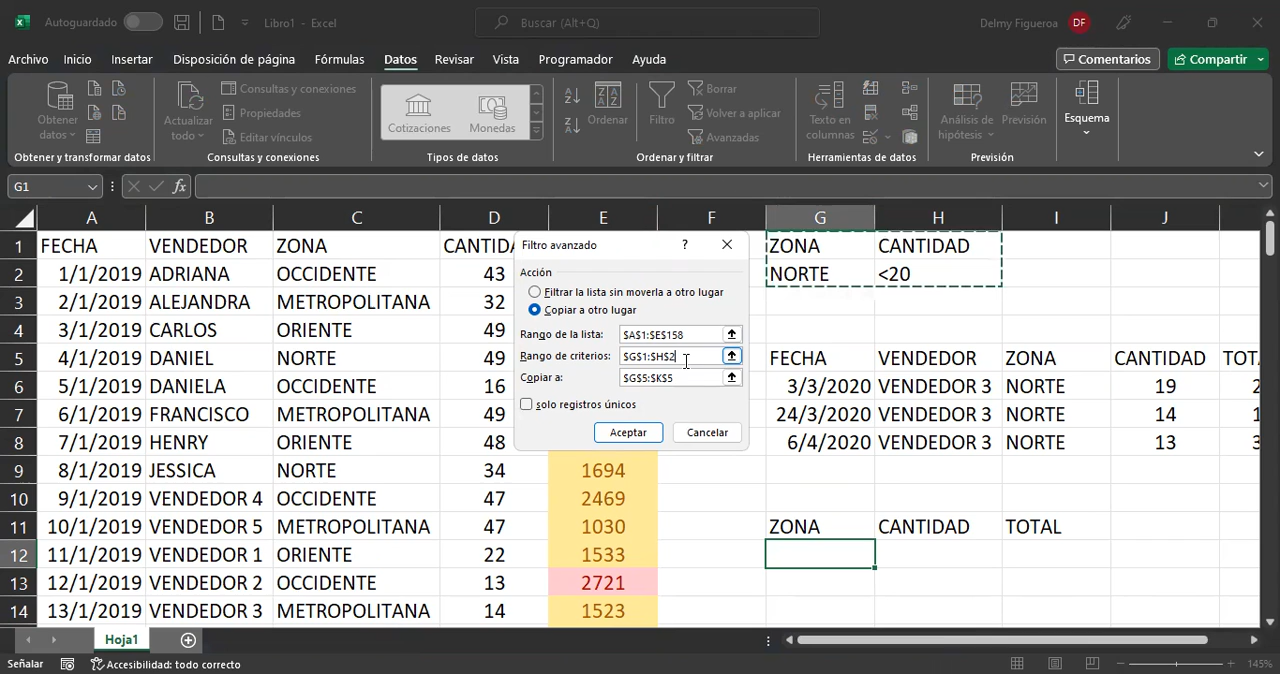 Autoguardado Libro1 - Excel Buscar (Alt+Q) Delmy Figueroa DF
Archivo Inicio Insertar Disposición de página Fórmulas Datos Revisar Vista Programador Ayuda Comentarios Compartir
Obtener datos Actualizar todo Consultas y conexiones Propiedades Editar vínculos Cotizaciones Monedas Ordenar Filtro Borrar Volver a aplicar Avanzadas Texto en columnas Análisis de hipótesis Previsión Esquema
Obtener y transformar datos Consultas y conexiones Tipos de datos Ordenar y filtrar Herramientas de datos Previsión
G1 fx
A B C D E F G H I J
1 FECHA VENDEDOR ZONA CANTIDA ZONA CANTIDAD
2 1/1/2019 ADRIANA OCCIDENTE 43 NORTE <20
3 2/1/2019 ALEJANDRA METROPOLITANA 32
4 3/1/2019 CARLOS ORIENTE 49
5 4/1/2019 DANIEL NORTE 49 FECHA VENDEDOR ZONA CANTIDAD TOTA
6 5/1/2019 DANIELA OCCIDENTE 16 3/3/2020 VENDEDOR 3 NORTE 19 2
7 6/1/2019 FRANCISCO METROPOLITANA 49 24/3/2020 VENDEDOR 3 NORTE 14 1
8 7/1/2019 HENRY ORIENTE 48 6/4/2020 VENDEDOR 3 NORTE 13 3
9 8/1/2019 JESSICA NORTE 34 1694
10 9/1/2019 VENDEDOR 4 OCCIDENTE 47 2469
11 10/1/2019 VENDEDOR 5 METROPOLITANA 47 1030 ZONA CANTIDAD TOTAL
12 11/1/2019 VENDEDOR 1 ORIENTE 22 1533
13 12/1/2019 VENDEDOR 2 OCCIDENTE 13 2721
14 13/1/2019 VENDEDOR 3 METROPOLITANA 14 1523
Filtro avanzado ?
Acción
Filtrar la lista sin moverla a otro lugar
Copiar a otro lugar
Rango de la lista: $A$1:$E$158
Rango de criterios: $G$1:$H$2
Copiar a: $G$5:$K$5
Solo registros únicos
Aceptar Cancelar
Hoja1
Señalar Accesibilidad: todo correcto 145%